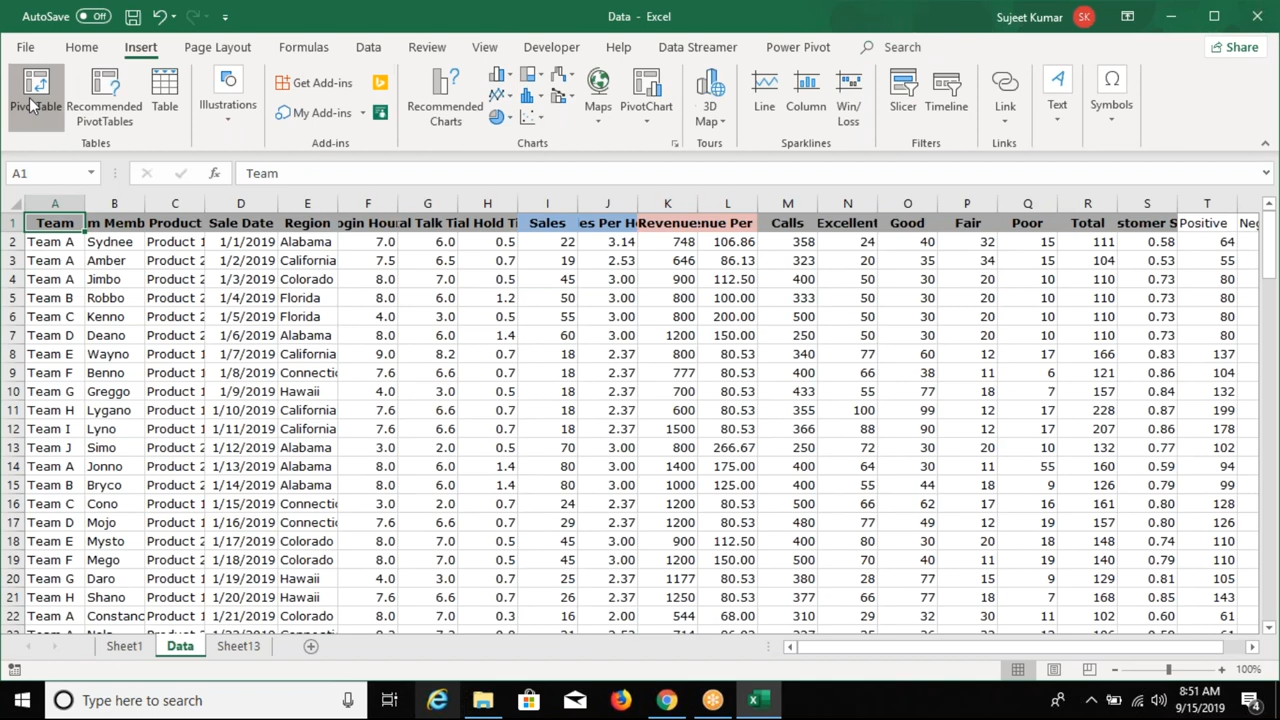 AutoSave Off Data - Excel Sujeet Kumar SK
File Home Insert Page Layout Formulas Data Review View Developer Help Data Streamer Power Pivot Search Share
PivotTable Recommended PivotTables Table Illustrations Get Add-ins My Add-ins Recommended Charts Maps PivotChart 3D Map Line Column Win/Loss Slicer Timeline Link Text Symbols
Tables Add-ins Charts Tours Sparklines Filters Links
A1 fx Team
A B C D E F G H I J K L M N O P Q R S T
1 Team m Memb Product Sale Date Region ogin Hou al Talk Ti al Hold Ti Sales es Per H Revenue nue Per Calls Excellent Good Fair Poor Total stomer S Positive Neg
2 Team A Sydnee Product 1 1/1/2019 Alabama 7.0 6.0 0.5 22 3.14 748 106.86 358 24 40 32 15 111 0.58 64
3 Team A Amber Product 2 1/2/2019 California 7.5 6.5 0.5 19 2.53 646 86.13 323 20 35 34 15 104 0.53 55
4 Team A Jimbo Product 2 1/3/2019 Colorado 8.0 7.0 0.5 45 3.00 900 112.50 400 50 30 20 10 110 0.73 80
5 Team B Robbo Product 2 1/4/2019 Florida 8.0 6.0 1.2 50 3.00 800 100.00 333 50 30 20 10 110 0.73 80
6 Team C Kenno Product 2 1/5/2019 Florida 4.0 3.0 0.5 55 3.00 800 200.00 500 50 30 20 10 110 0.73 80
7 Team D Deano Product 2 1/6/2019 Alabama 8.0 6.0 1.4 60 3.00 1200 150.00 250 50 30 20 10 110 0.73 80
8 Team E Wayno Product 1 1/7/2019 California 9.0 8.2 0.7 18 2.37 800 80.53 340 77 60 12 17 166 0.83 137
9 Team F Benno Product 1 1/8/2019 Connecti 7.6 6.6 0.7 18 2.37 777 80.53 400 66 38 11 6 121 0.86 104
10 Team G Greggo Product 1 1/9/2019 Hawaii 4.0 3.0 0.7 18 2.37 700 80.53 433 55 77 18 7 157 0.84 132
11 Team H Lygano Product 1 1/10/2019 California 7.6 6.6 0.7 18 2.37 600 80.53 355 100 99 12 17 228 0.87 199
12 Team I Lyno Product 1 1/11/2019 California 7.6 6.6 0.7 18 2.37 1500 80.53 366 88 90 12 17 207 0.86 178
13 Team J Simo Product 2 1/12/2019 Alabama 3.0 2.0 0.5 70 3.00 800 266.67 250 72 30 20 10 132 0.77 102
14 Team A Jonno Product 2 1/13/2019 Alabama 8.0 6.0 1.4 80 3.00 1400 175.00 400 64 30 11 55 160 0.59 94
15 Team B Bryco Product 2 1/14/2019 Alabama 8.0 6.0 1.4 80 3.00 1000 125.00 400 55 44 18 9 126 0.79 99
16 Team C Cono Product 1 1/15/2019 Connecti 3.0 2.0 0.7 24 2.37 1200 80.53 500 66 62 17 16 161 0.80 128
17 Team D Mojo Product 1 1/16/2019 Connecti 7.6 6.6 0.7 29 2.37 1200 80.53 480 77 49 12 19 157 0.80 126
18 Team E Mysto Product 2 1/17/2019 Colorado 8.0 7.0 0.5 45 3.00 900 112.50 400 80 30 20 18 148 0.74 110
19 Team F Mego Product 2 1/18/2019 Colorado 8.0 7.0 0.5 45 3.00 1200 150.00 500 70 40 11 19 140 0.79 110
20 Team G Daro Product 1 1/19/2019 Hawaii 4.0 3.0 0.7 25 2.37 1177 80.53 380 28 77 15 9 129 0.81 105
21 Team H Shano Product 1 1/20/2019 Hawaii 7.6 6.6 0.7 26 2.37 1250 80.53 377 66 77 18 7 168 0.85 143
22 Team A Constanc Product 1 1/21/2019 Colorado 8.0 7.0 0.3 16 2.00 544 68.00 310 29 32 30 11 102 0.60 61
Sheet1 Data Sheet13
100%
Type here to search 8:51 AM
9/15/2019 4